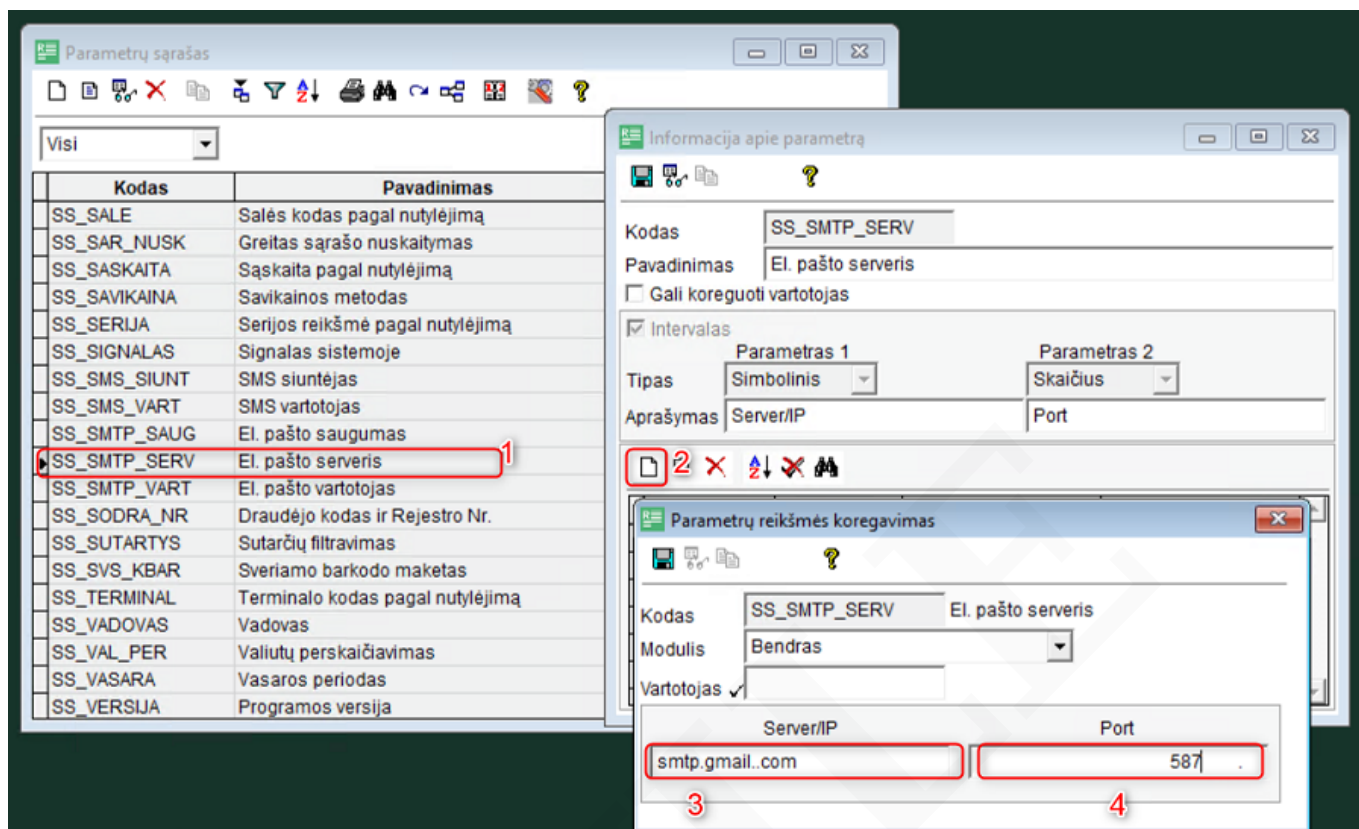 Parametrų sąrašas
Visi
Kodas Pavadinimas
SS_SALE Salės kodas pagal nutylėjimą
SS_SAR_NUSK Greitas sąrašo nuskaitymas
SS_SASKAITA Sąskaita pagal nutylėjimą
SS_SAVIKAINA Savikainos metodas
SS_SERIJA Serijos reikšmė pagal nutylėjimą
SS_SIGNALAS Signalas sistemoje
SS_SMS_SIUNT SMS siuntėjas
SS_SMS_VART SMS vartotojas
SS_SMTP_SAUG El. pašto saugumas
SS_SMTP_SERV El. pašto serveris 1
SS_SMTP_VART El. pašto vartotojas
SS_SODRA_NR Draudėjo kodas ir Rejestro Nr.
SS_SUTARTYS Sutarčių filtravimas
SS_SVS_KBAR Sveriamo barkodo maketas
SS_TERMINAL Terminalo kodas pagal nutylėjimą
SS_VADOVAS Vadovas
SS_VAL_PER Valiutų perskaičiavimas
SS_VASARA Vasaros periodas
SS_VERSIJA Programos versija
Informacija apie parametrą
Kodas SS_SMTP_SERV
Pavadinimas El. pašto serveris
Gali koreguoti vartotojas
Intervalas
Parametras 1 Parametras 2
Tipas Simbolinis Skaičius
Aprašymas Server/IP Port
2
Parametrų reikšmės koregavimas
Kodas SS_SMTP_SERV El. pašto serveris
Modulis Bendras
Vartotojas
Server/IP Port
smtp.gmail..com 587 .
3 4